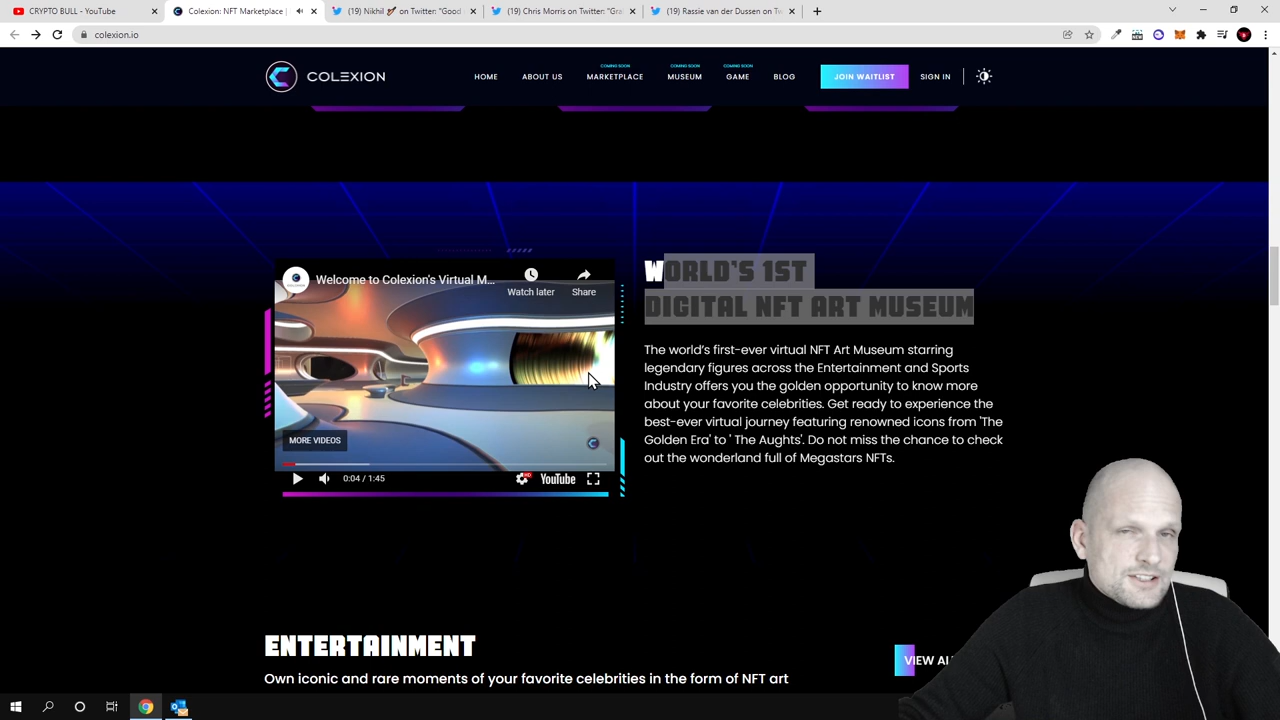 CRYPTO BULL - YouTube
Colexion: NFT Marketplace |
(19) Nikhil 🚀 on Twitter: "Good
(19) Chris Morris on Twitter: "Gra
(19) Rassie van der Dussen on Tw
colexion.io
COLEXION
HOME
ABOUT US
COMING SOON
MARKETPLACE
COMING SOON
MUSEUM
COMING SOON
GAME
BLOG
JOIN WAITLIST
SIGN IN
Welcome to Colexion's Virtual M...
Watch later
Share
MORE VIDEOS
0:04 / 1:45
HD
YouTube
WORLD'S 1ST
DIGITAL NFT ART MUSEUM
The world's first-ever virtual NFT Art Museum starring
legendary figures across the Entertainment and Sports
Industry offers you the golden opportunity to know more
about your favorite celebrities. Get ready to experience the
best-ever virtual journey featuring renowned icons from 'The
Golden Era' to ' The Aughts'. Do not miss the chance to check
out the wonderland full of Megastars NFTs.
ENTERTAINMENT
Own iconic and rare moments of your favorite celebrities in the form of NFT art
VIEW